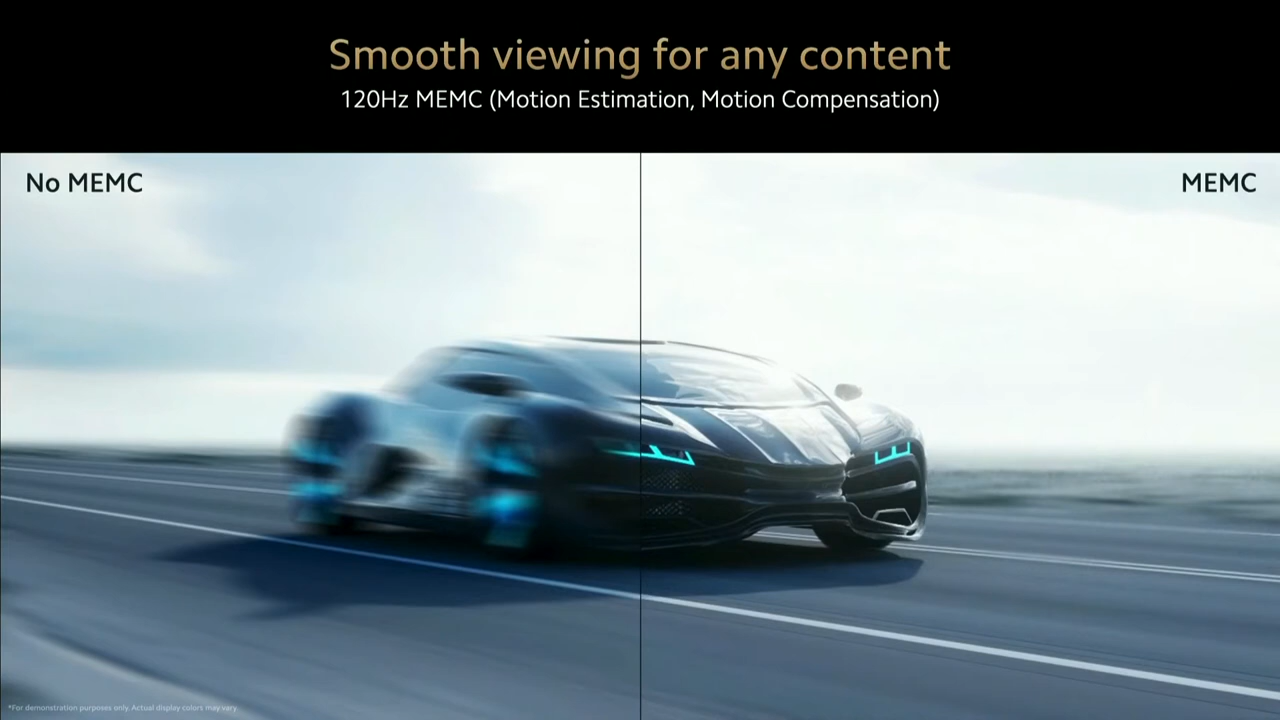 Smooth viewing for any content
120Hz MEMC (Motion Estimation, Motion Compensation)
No MEMC
MEMC
*For demonstration purposes only. Actual display colors may vary